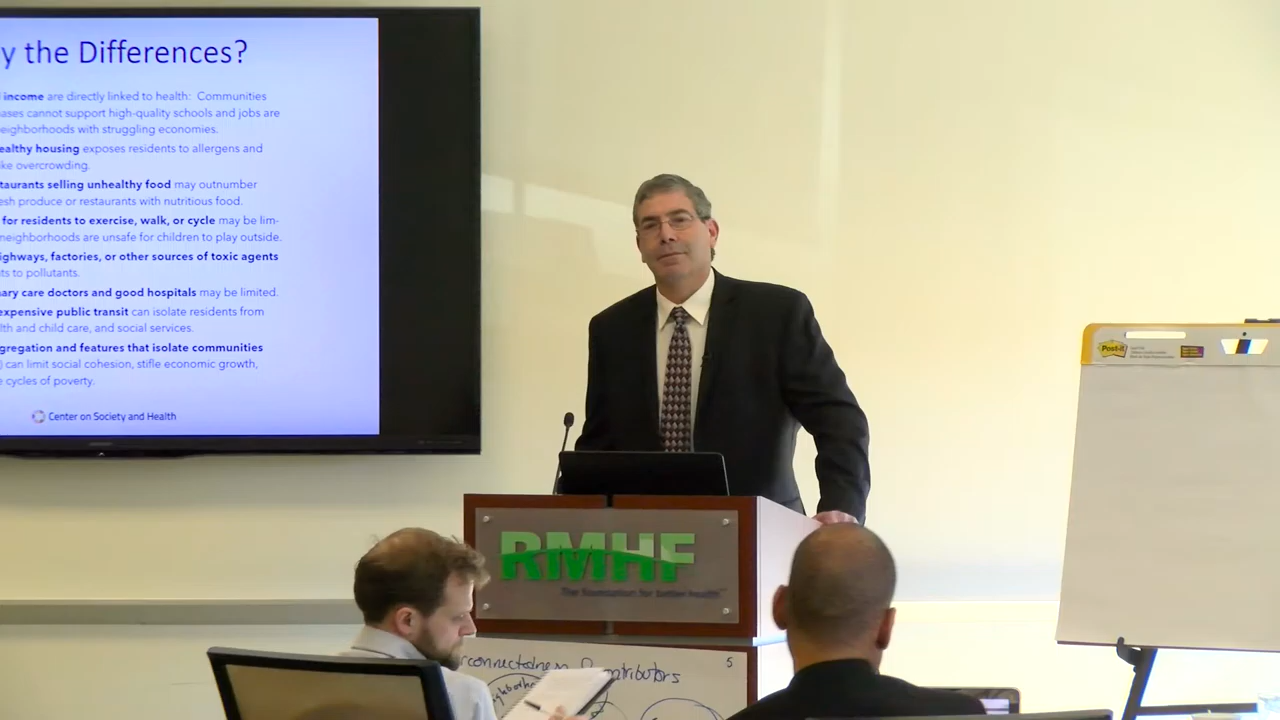 y the Differences?
income are directly linked to health: Communities
ases cannot support high-quality schools and jobs are
eighborhoods with struggling economies.
ealthy housing exposes residents to allergens and
ke overcrowding.
taurants selling unhealthy food may outnumber
esh produce or restaurants with nutritious food.
for residents to exercise, walk, or cycle may be lim-
neighborhoods are unsafe for children to play outside.
ighways, factories, or other sources of toxic agents
ts to pollutants.
ary care doctors and good hospitals may be limited.
expensive public transit can isolate residents from
lth and child care, and social services.
gregation and features that isolate communities
) can limit social cohesion, stifle economic growth,
e cycles of poverty.
Center on Society and Health
Post-it
RMHF
The foundation for better health
rconnectedness ontributors
5